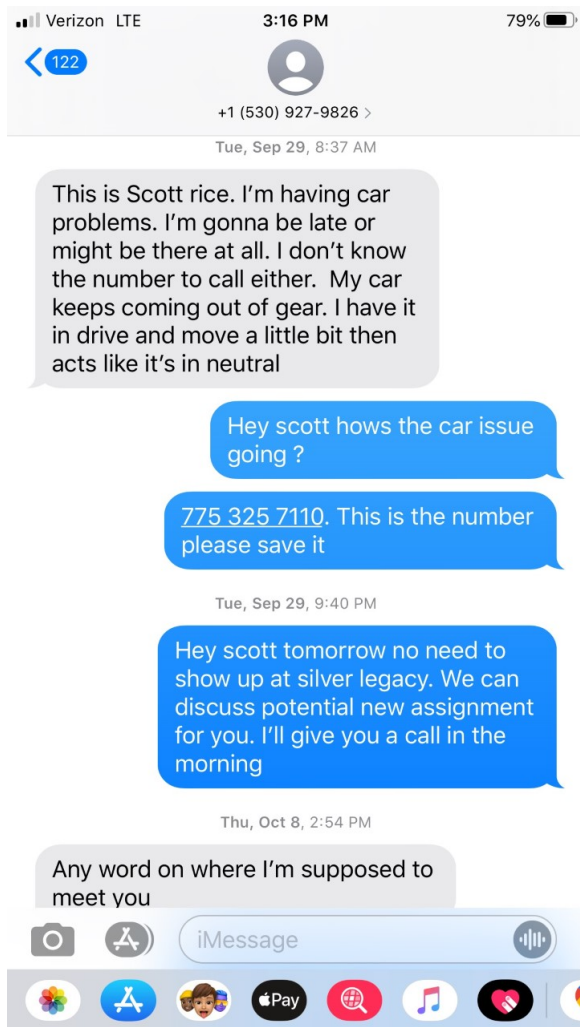 Verizon LTE
3:16 PM
79%
122
+1 (530) 927-9826 >
Tue, Sep 29, 8:37 AM
This is Scott rice. I'm having car
problems. I'm gonna be late or
might be there at all. I don't know
the number to call either.  My car
keeps coming out of gear. I have it
in drive and move a little bit then
acts like it's in neutral
Hey scott hows the car issue
going ?
775 325 7110. This is the number
please save it
Tue, Sep 29, 9:40 PM
Hey scott tomorrow no need to
show up at silver legacy. We can
discuss potential new assignment
for you. I'll give you a call in the
morning
Thu, Oct 8, 2:54 PM
Any word on where I'm supposed to
meet you
iMessage
Pay